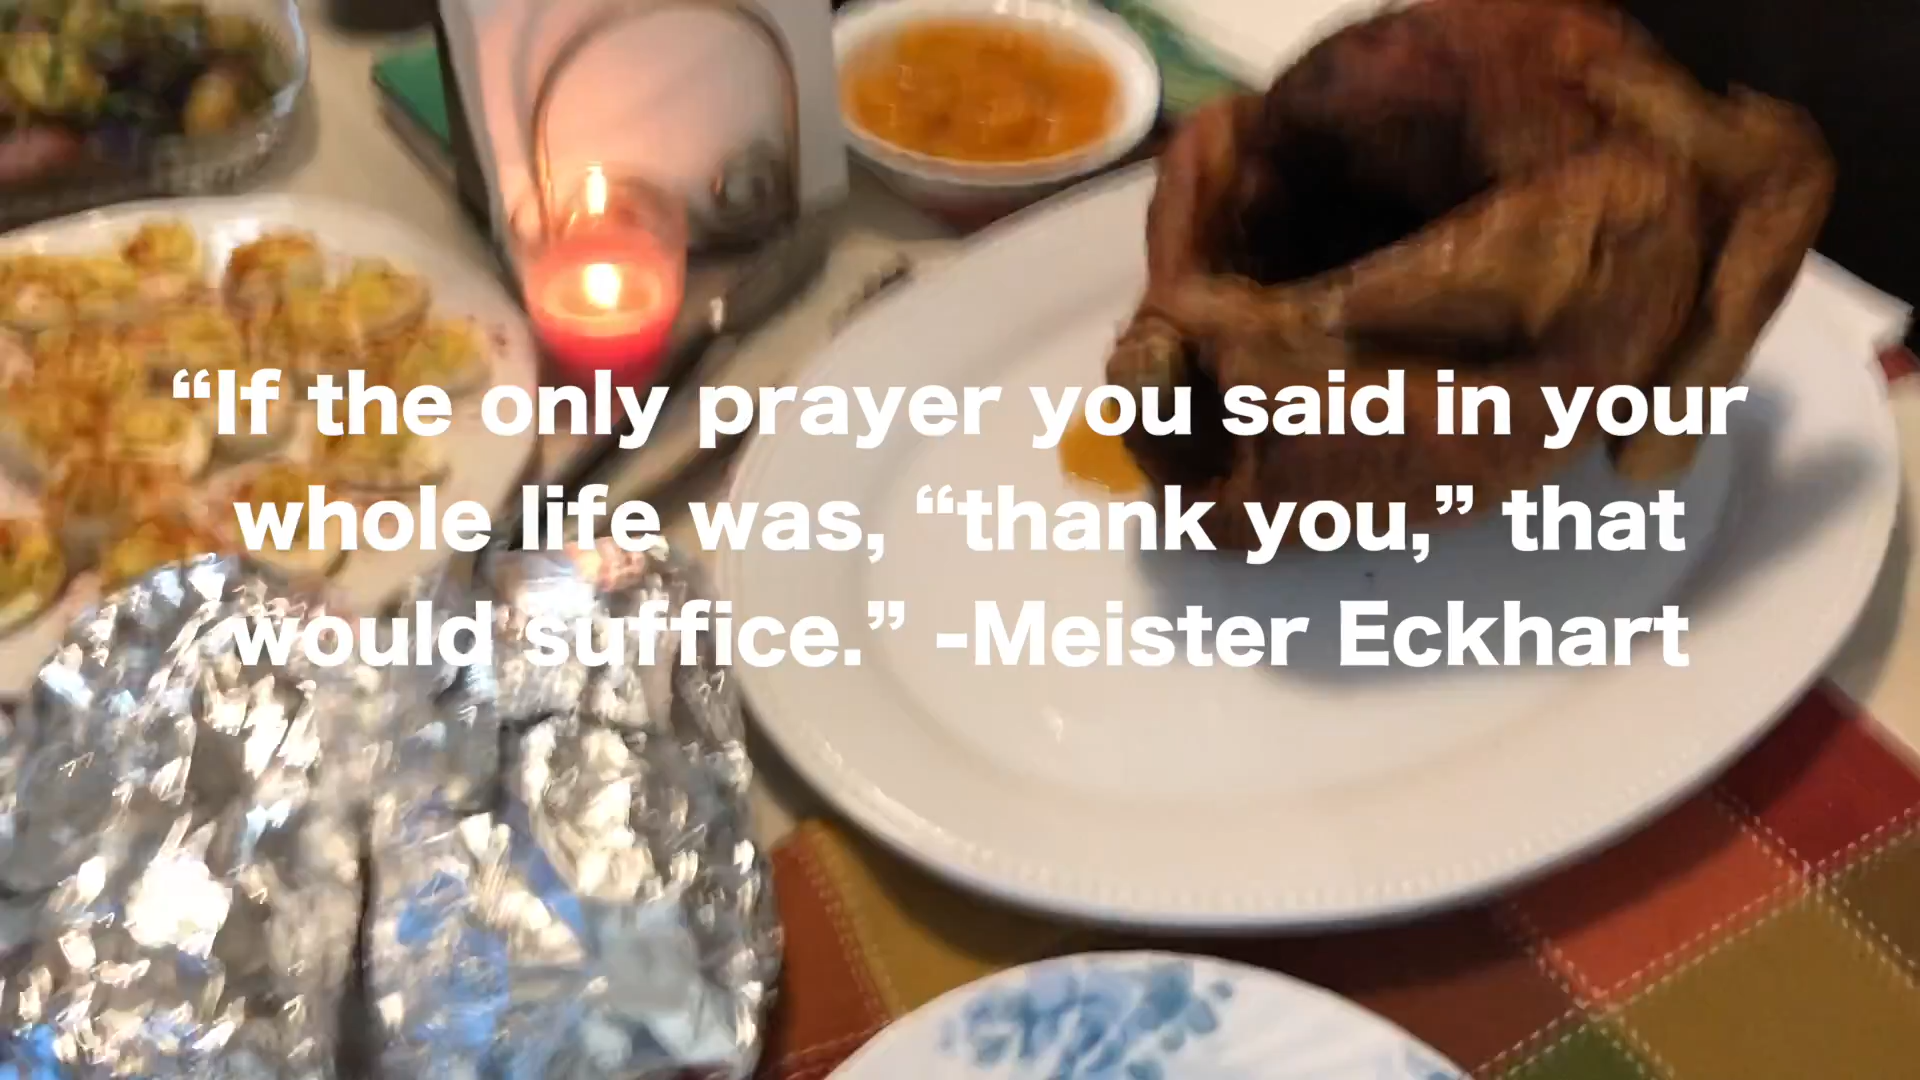 “If the only prayer you said in your
whole life was, “thank you,” that
would suffice.” -Meister Eckhart